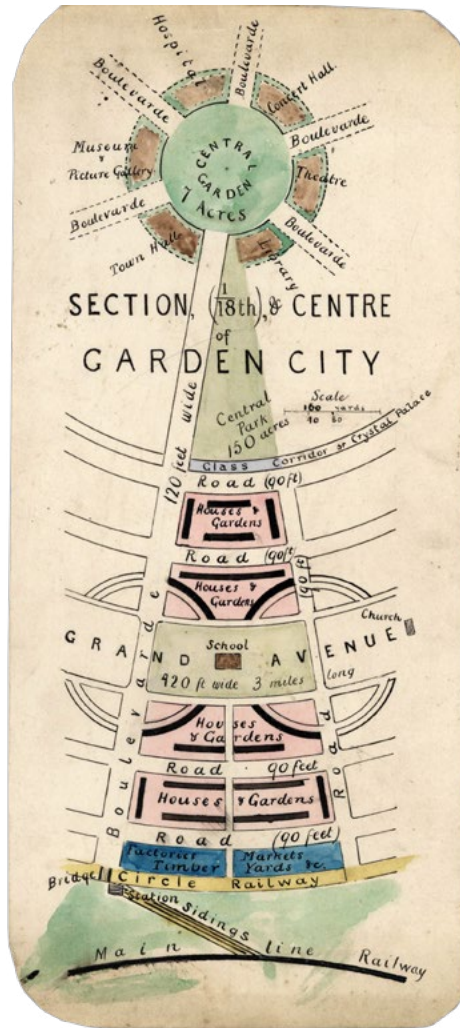 Hospital
Boulevarde
Concert Hall.
Boulevarde
Boulevarde
Museum
&
Picture Gallery
CENTRAL
GARDEN
7 Acres
Theatre
Boulevarde
Boulevarde
Town Hall
Library
SECTION, (1/18th), & CENTRE
of
GARDEN CITY
Scale
160 yards
40 80
Central
Park
150 acres
Glass Corridor or Crystal Palace
Boulevarde 120 feet wide
Road (90 ft)
Houses &
Gardens
Road (90 ft)
Road (90 ft)
Houses &
Gardens
Church
School
GRAND AVENUE
420 ft wide 3 miles long
Houses
& Gardens
Road 90 feet
Houses & Gardens
Road (90 feet)
Factories Markets
Timber Yards &c.
Bridge
Circle Railway
Station
Sidings
Main line Railway